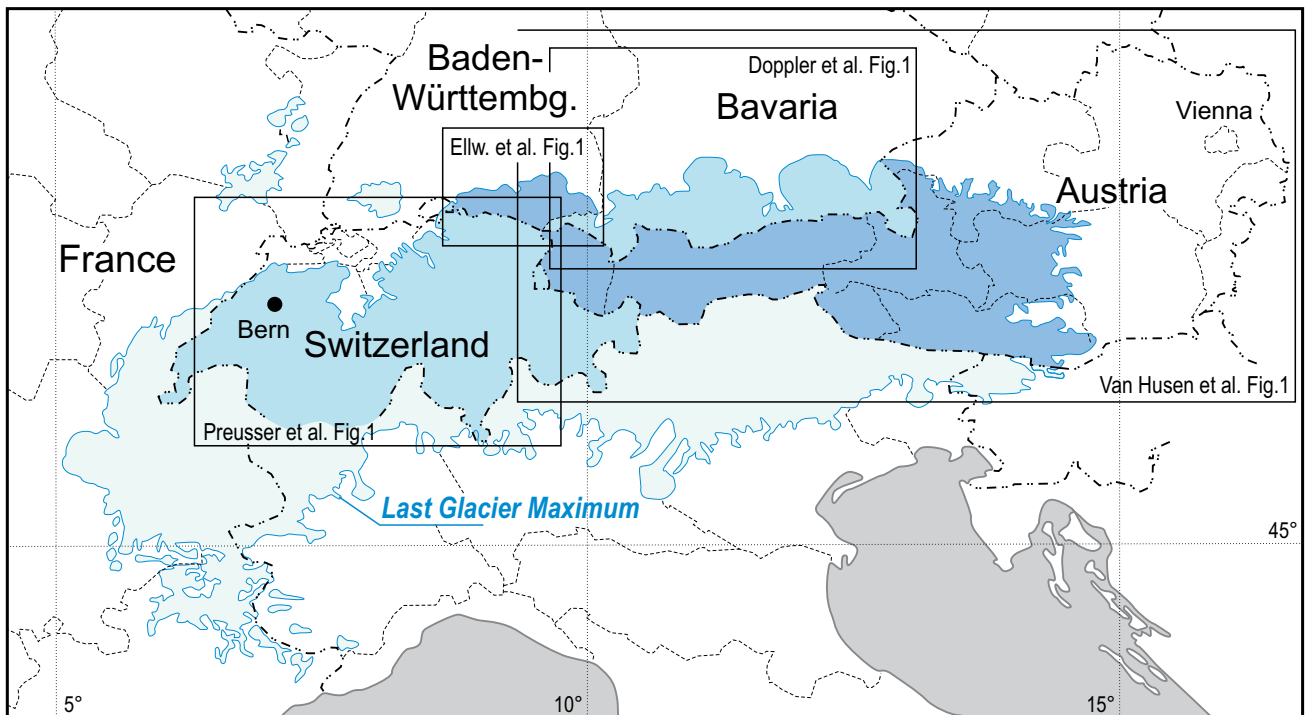 Baden-
Württembg.
Doppler et al. Fig.1
Bavaria
Vienna
Ellw. et al. Fig.1
Austria
France
Bern
Switzerland
Van Husen et al. Fig.1
Preusser et al. Fig.1
Last Glacier Maximum
45°
5°
10°
15°